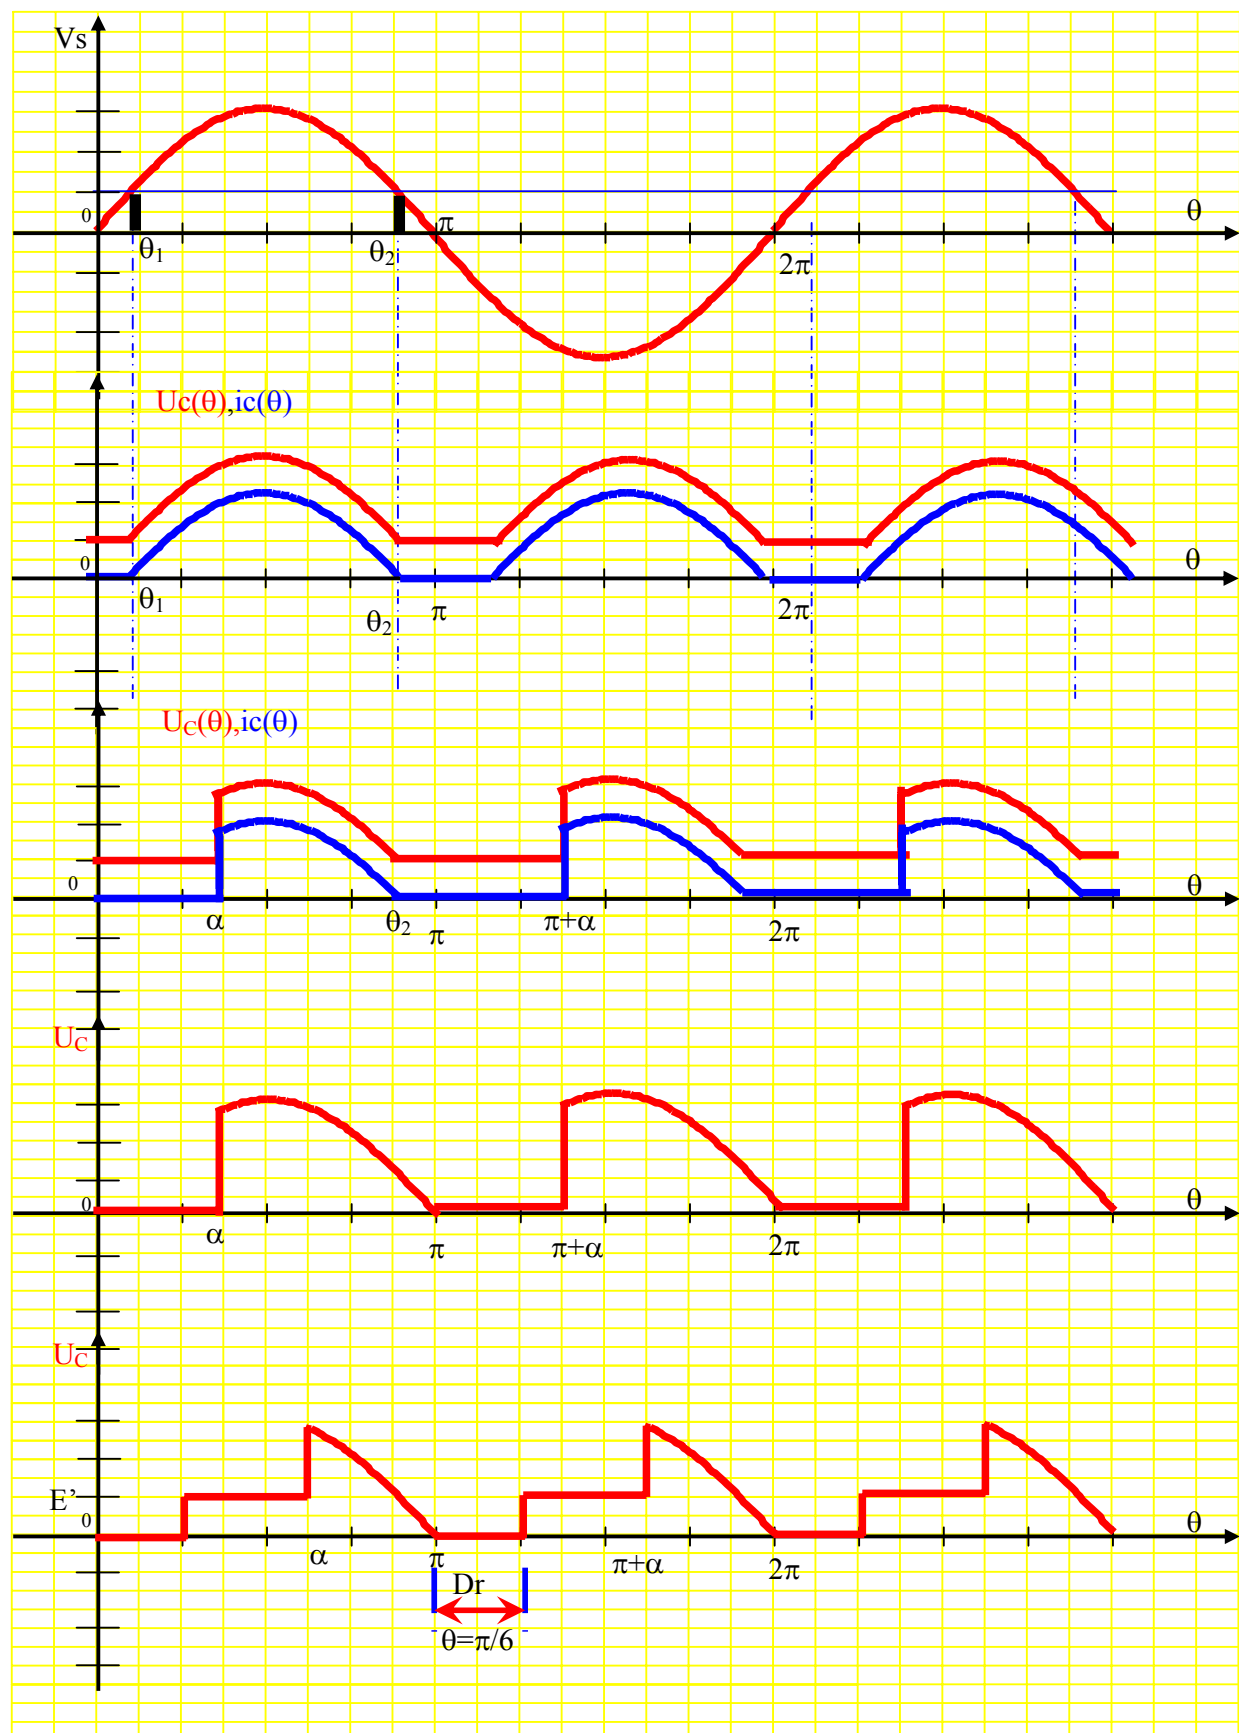 Vs
0
θ1
θ2
π
2π
θ
Uc(θ),ic(θ)
0
θ1
θ2
π
2π
θ
UC(θ),ic(θ)
0
α
θ2
π
π+α
2π
θ
UC
0
α
π
π+α
2π
θ
UC
E’
0
α
π
π+α
2π
θ
Dr
θ=π/6